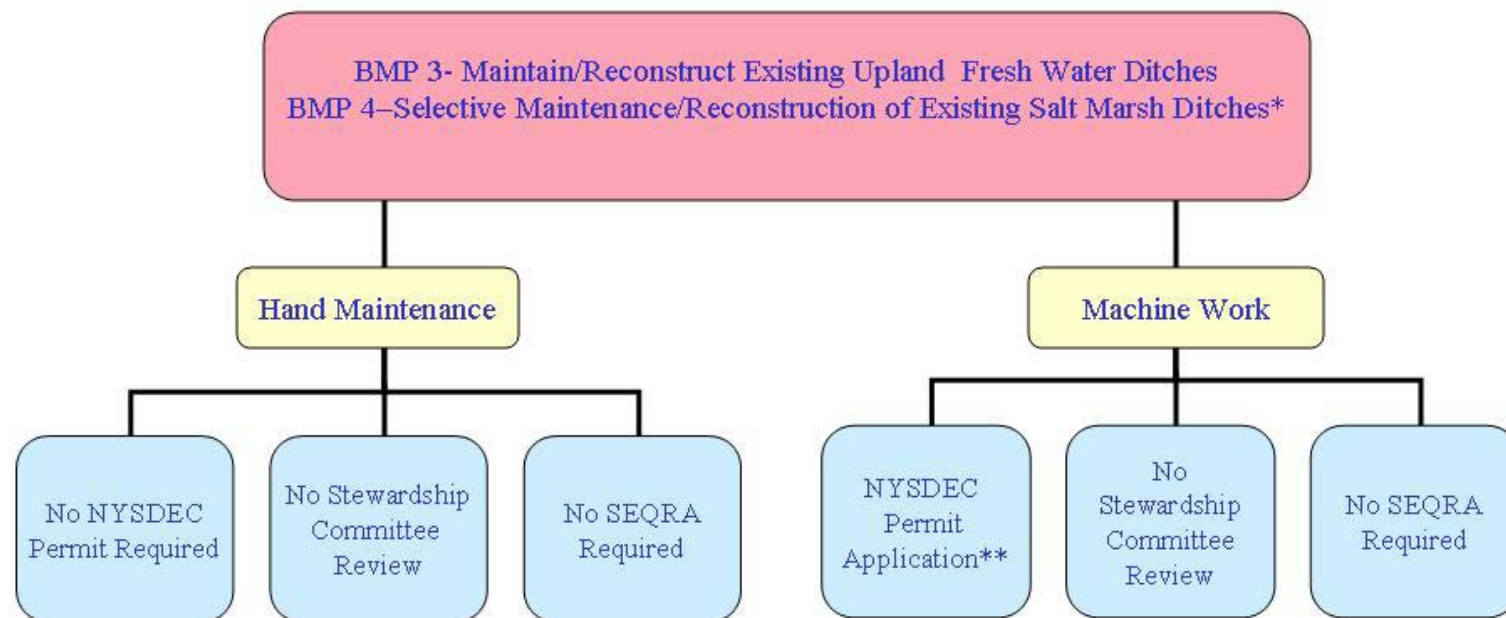 BMP 3- Maintain/Reconstruct Existing Upland Fresh Water Ditches
BMP 4–Selective Maintenance/Reconstruction of Existing Salt Marsh Ditches*
Hand Maintenance
Machine Work
No NYSDEC
Permit Required
No Stewardship
Committee
Review
No SEQRA
Required
NYSDEC
Permit
Application**
No
Stewardship
Committee
Review
No SEQRA
Required